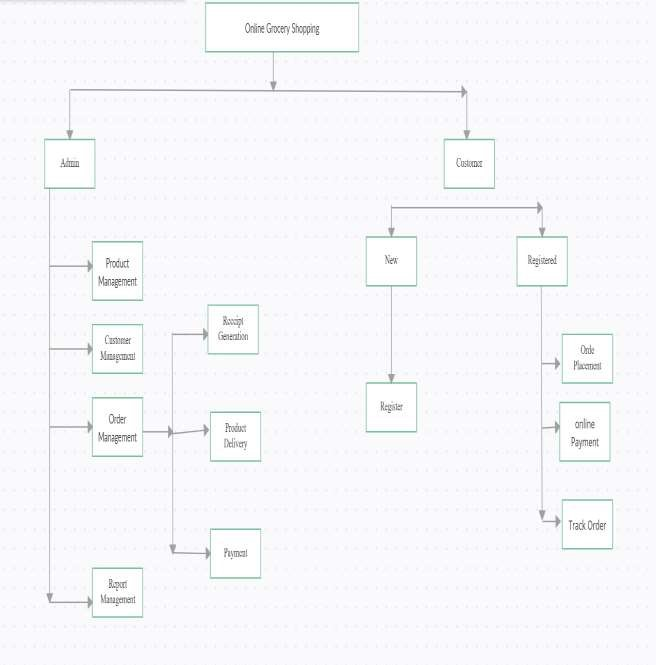 Online Grocery Shopping
Admin
Customer
Product
Management
Customer
Management
Order
Management
Report
Management
Receipt
Generation
Product
Delivery
Payment
New
Register
Registered
Orde
Placement
online
Payment
Track Order